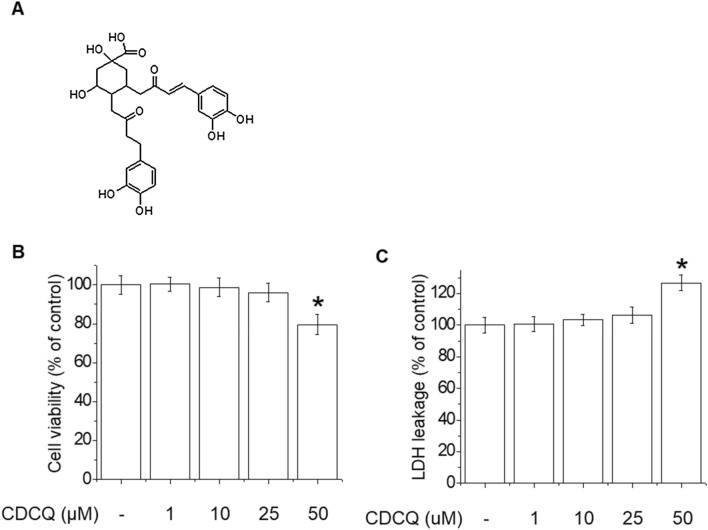 A
HO
HO
O
HO
O
O
OH
OH
HO
OH
B
C
*
*
Cell viability (% of control)
100
80
60
40
20
0
LDH leakage (% of control)
120
100
80
60
40
20
0
CDCQ (µM) - 1 10 25 50
CDCQ (uM) - 1 10 25 50